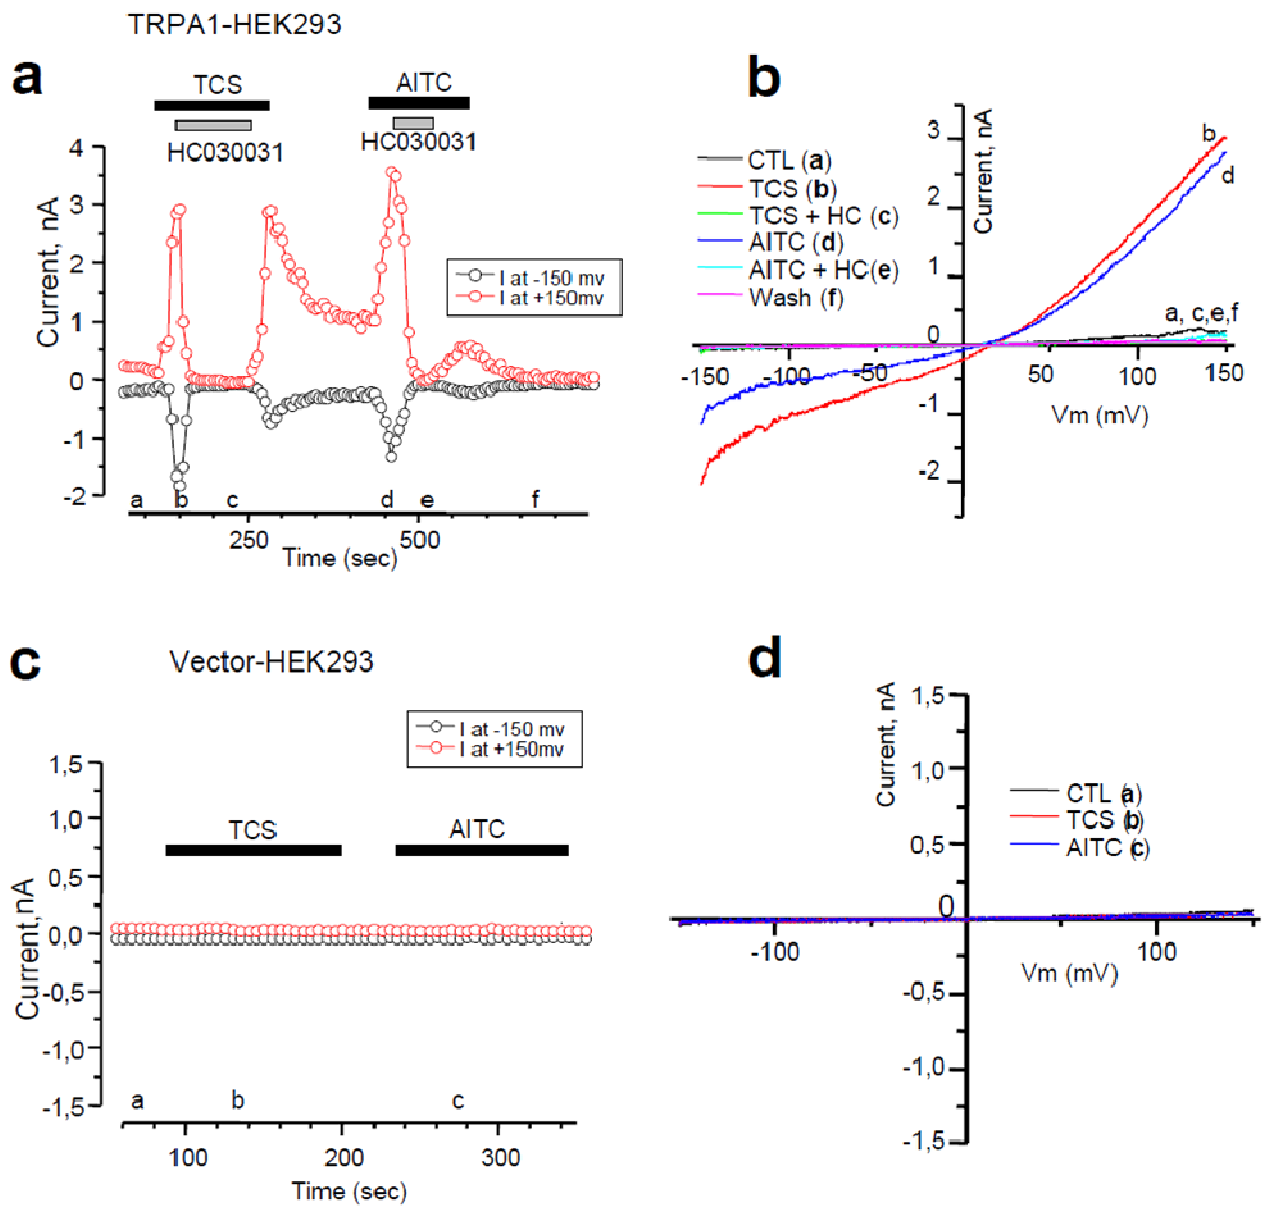 TRPA1-HEK293
a
TCS
AITC
HC030031
HC030031
4
3
2
1
0
-1
-2
Current, nA
I at -150 mv
I at +150mv
a b c d e f
250 500
Time (sec)
b
Current, nA
3
2
1
0
-1
-2
CTL (a)
TCS (b)
TCS + HC (c)
AITC (d)
AITC + HC(e)
Wash (f)
b
d
a, c,e,f
-150 -100 -50 50 100 150
Vm (mV)
c
Vector-HEK293
I at -150 mv
I at +150mv
1,5
1,0
0,5
0,0
-0,5
-1,0
-1,5
Current,nA
TCS
AITC
a b c
100 200 300
Time (sec)
d
Current, nA
1,5
1,0
0,5
0
-0,5
-1,0
-1,5
CTL (a)
TCS (b)
AITC (c)
-100 100
Vm (mV)